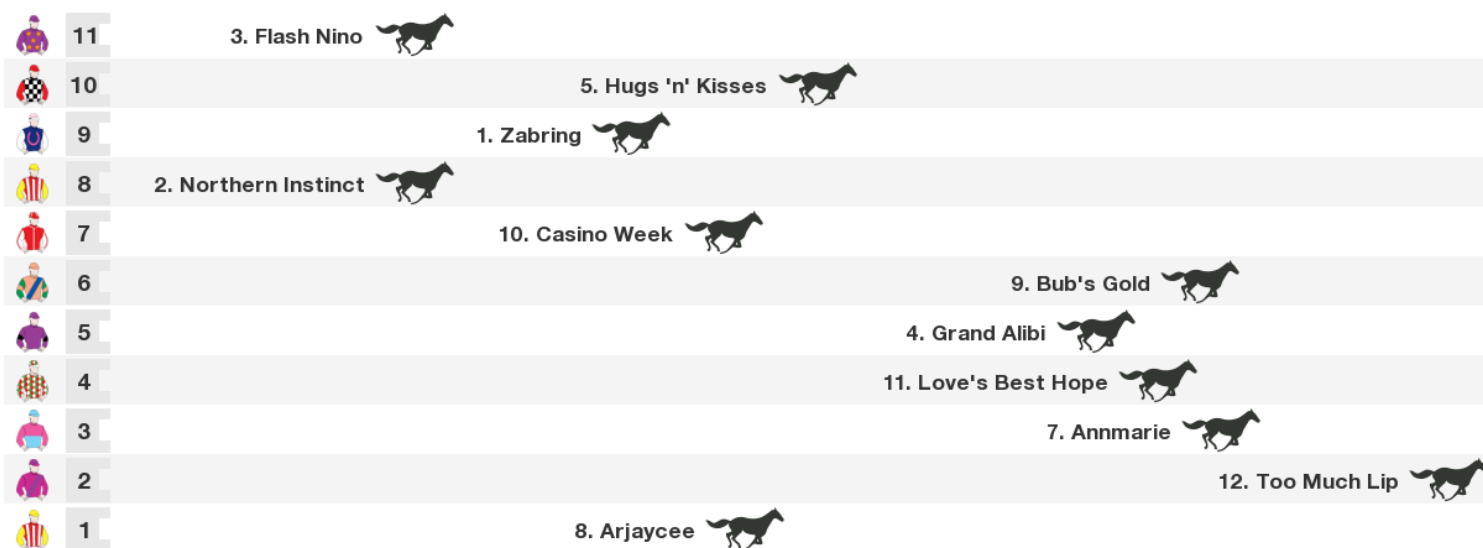 11 3. Flash Nino
10 5. Hugs 'n' Kisses
9 1. Zabring
8 2. Northern Instinct
7 10. Casino Week
6 9. Bub's Gold
5 4. Grand Alibi
4 11. Love's Best Hope
3 7. Annmarie
2 12. Too Much Lip
1 8. Arjaycee